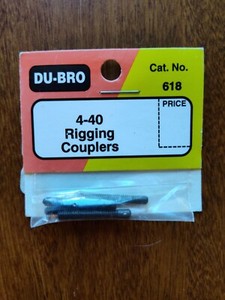 DU-BRO
Cat. No.
618
PRICE
4-40
Rigging
Couplers